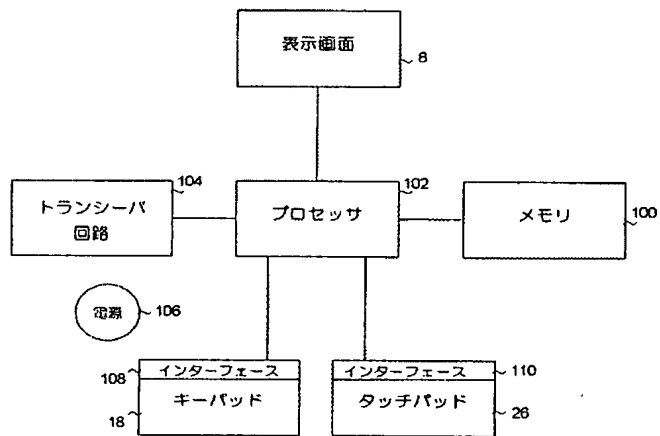 表示画面
8
104
トランシーバ
回路
102
プロセッサ
メモリ
100
電源
106
108
インターフェース
キーパッド
18
インターフェース
110
タッチパッド
26